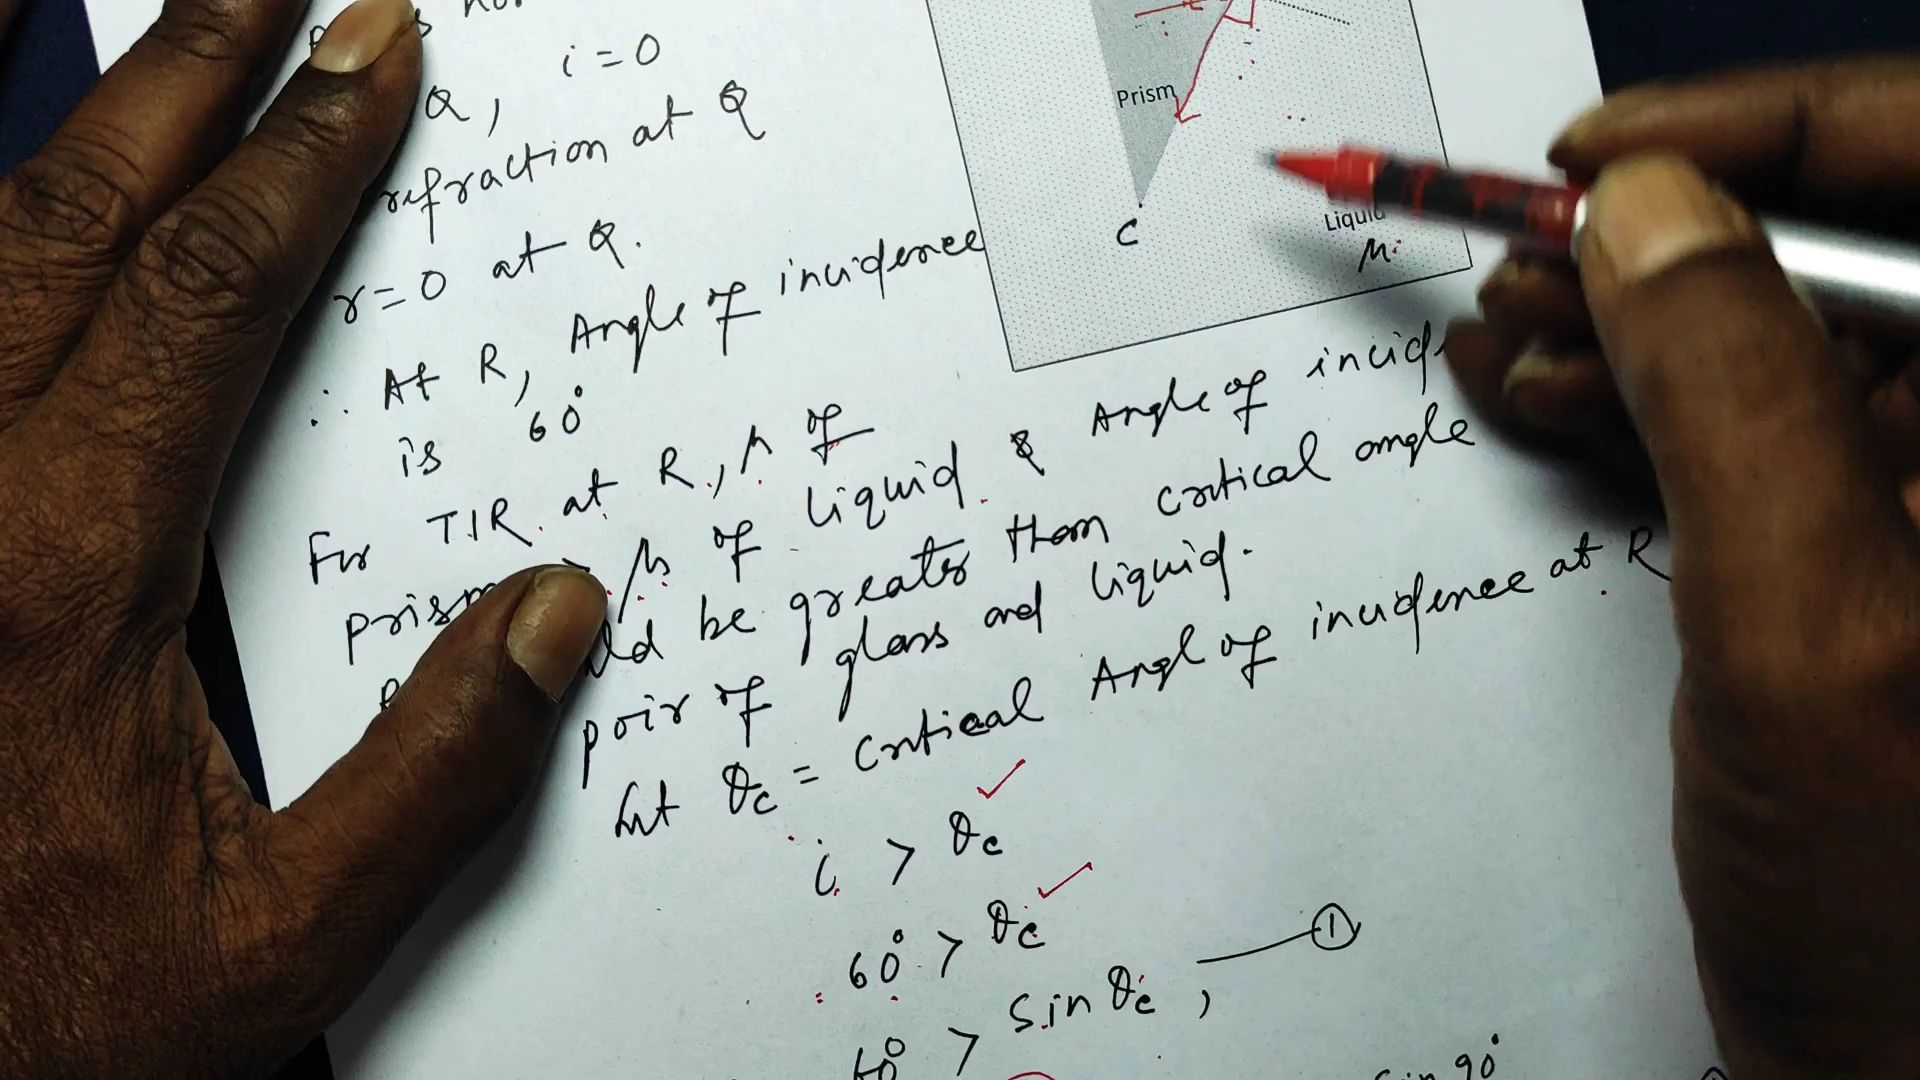 i = 0
Q,
refraction at Q
r = 0 at Q.
∴ At R, Angle of incidence
is 60°
For TIR at R, μ of
prism > μ of liquid & Angle of incid
be greater than critical angle
pair of glass and liquid.
Let θc = Critical Angl of incidence at R
i > θc
60° > θc
60° > Sin θc, ①
Sin 90°
Prism
C
Liquid
μ